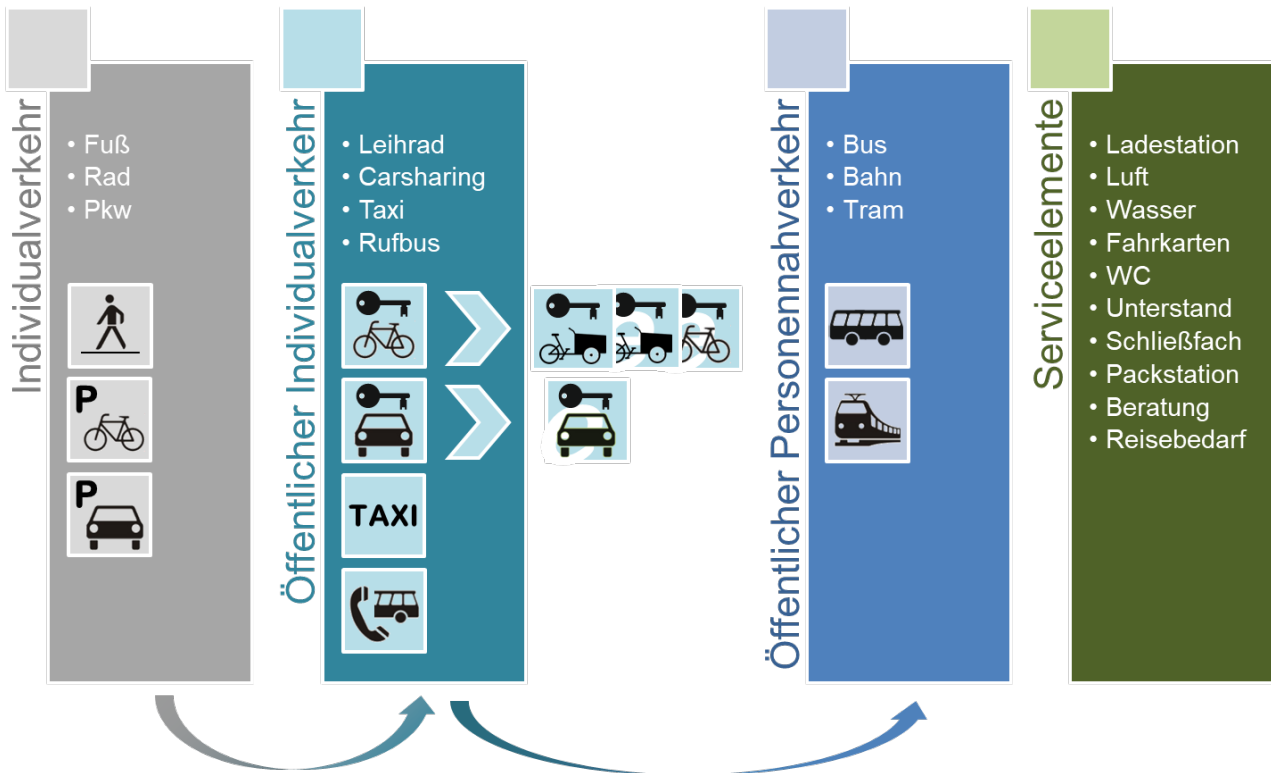 Individualverkehr
• Fuß
• Rad
• Pkw
P
P
Öffentlicher Individualverkehr
• Leihrad
• Carsharing
• Taxi
• Rufbus
TAXI
Öffentlicher Personennahverkehr
• Bus
• Bahn
• Tram
Serviceelemente
• Ladestation
• Luft
• Wasser
• Fahrkarten
• WC
• Unterstand
• Schließfach
• Packstation
• Beratung
• Reisebedarf